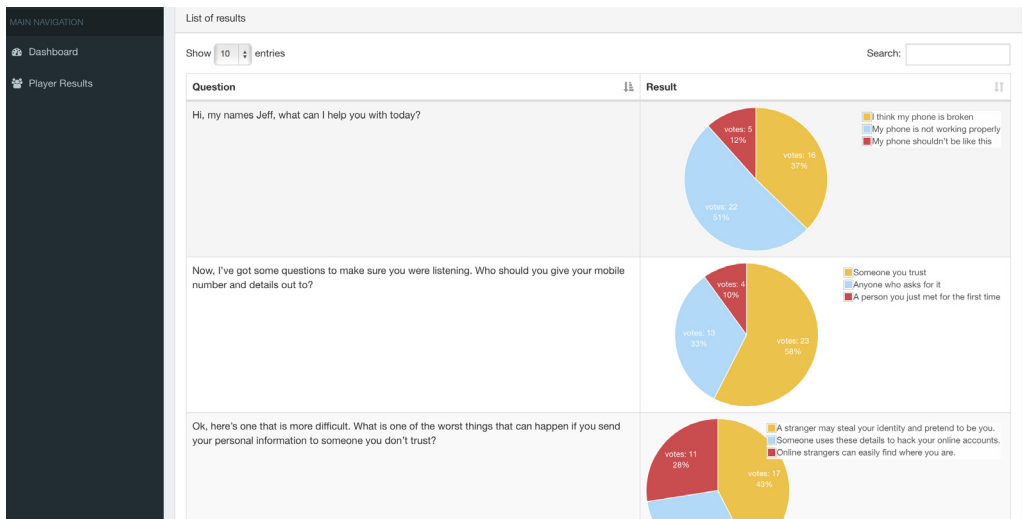 MAIN NAVIGATION
Dashboard
Player Results
List of results
Show 10 entries
Search:
Question
Result
Hi, my names Jeff, what can I help you with today?
votes: 5
12%
votes: 16
37%
votes: 22
51%
I think my phone is broken
My phone is not working properly
My phone shouldn't be like this
Now, I've got some questions to make sure you were listening. Who should you give your mobile
number and details out to?
votes: 4
10%
votes: 13
33%
votes: 23
58%
Someone you trust
Anyone who asks for it
A person you just met for the first time
Ok, here's one that is more difficult. What is one of the worst things that can happen if you send
your personal information to someone you don't trust?
votes: 11
28%
votes: 17
43%
A stranger may steal your identity and pretend to be you.
Someone uses these details to hack your online accounts.
Online strangers can easily find where you are.